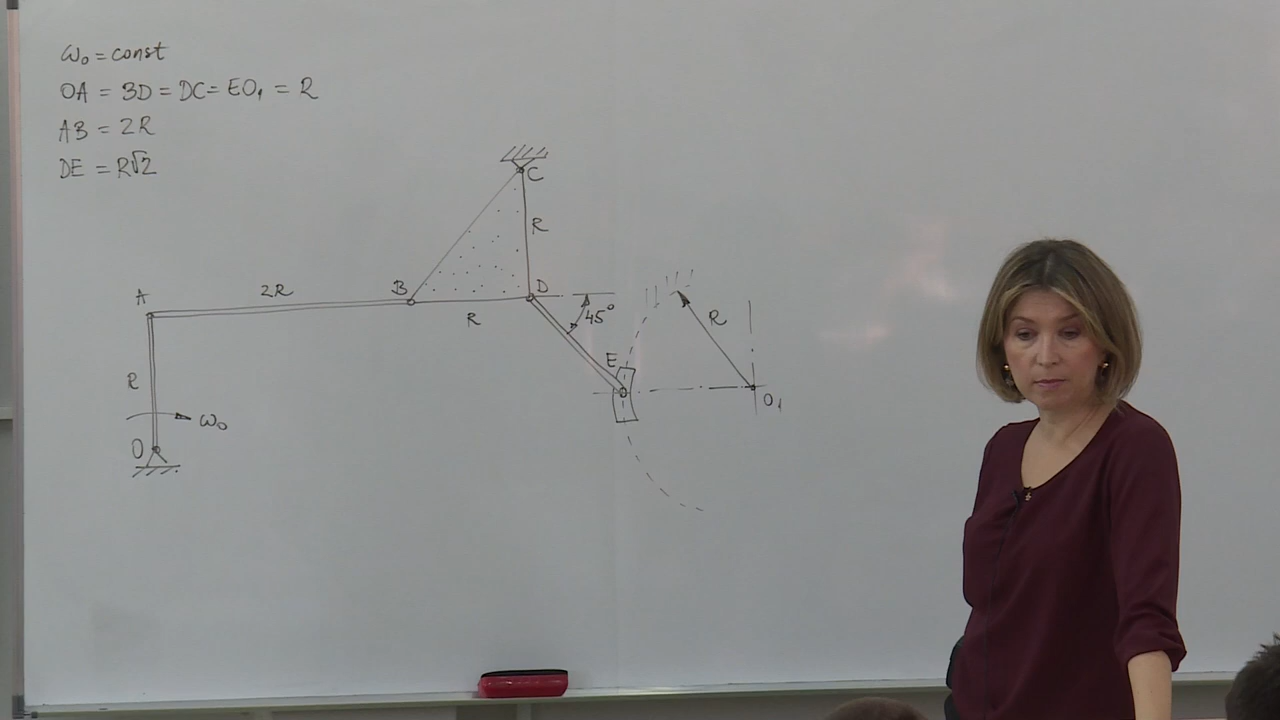 ω₀ = const
OA = BD = DC = EO₁ = R
AB = 2R
DE = R√2
C
R
A
2R
B
D
R
45°
R
E
R
O₁
ω₀
O